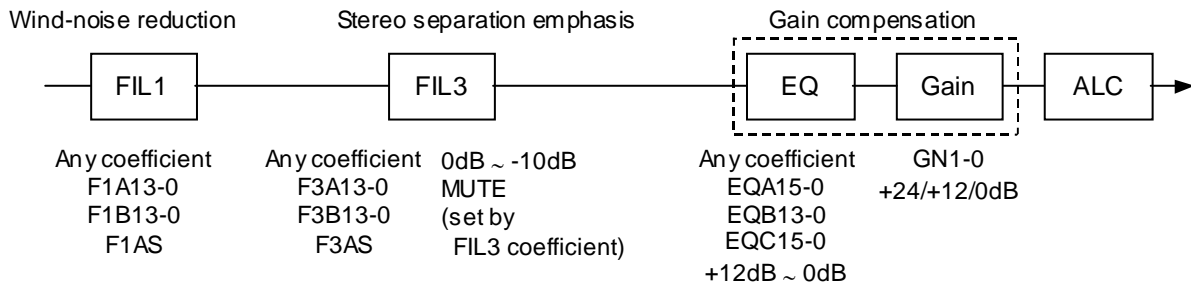 Wind-noise reduction
Stereo separation emphasis
Gain compensation
FIL1
FIL3
EQ
Gain
ALC
Any coefficient
F1A13-0
F1B13-0
F1AS
Any coefficient
F3A13-0
F3B13-0
F3AS
0dB ~ -10dB
MUTE
(set by
FIL3 coefficient)
Any coefficient
EQA15-0
EQB13-0
EQC15-0
+12dB ~ 0dB
GN1-0
+24/+12/0dB